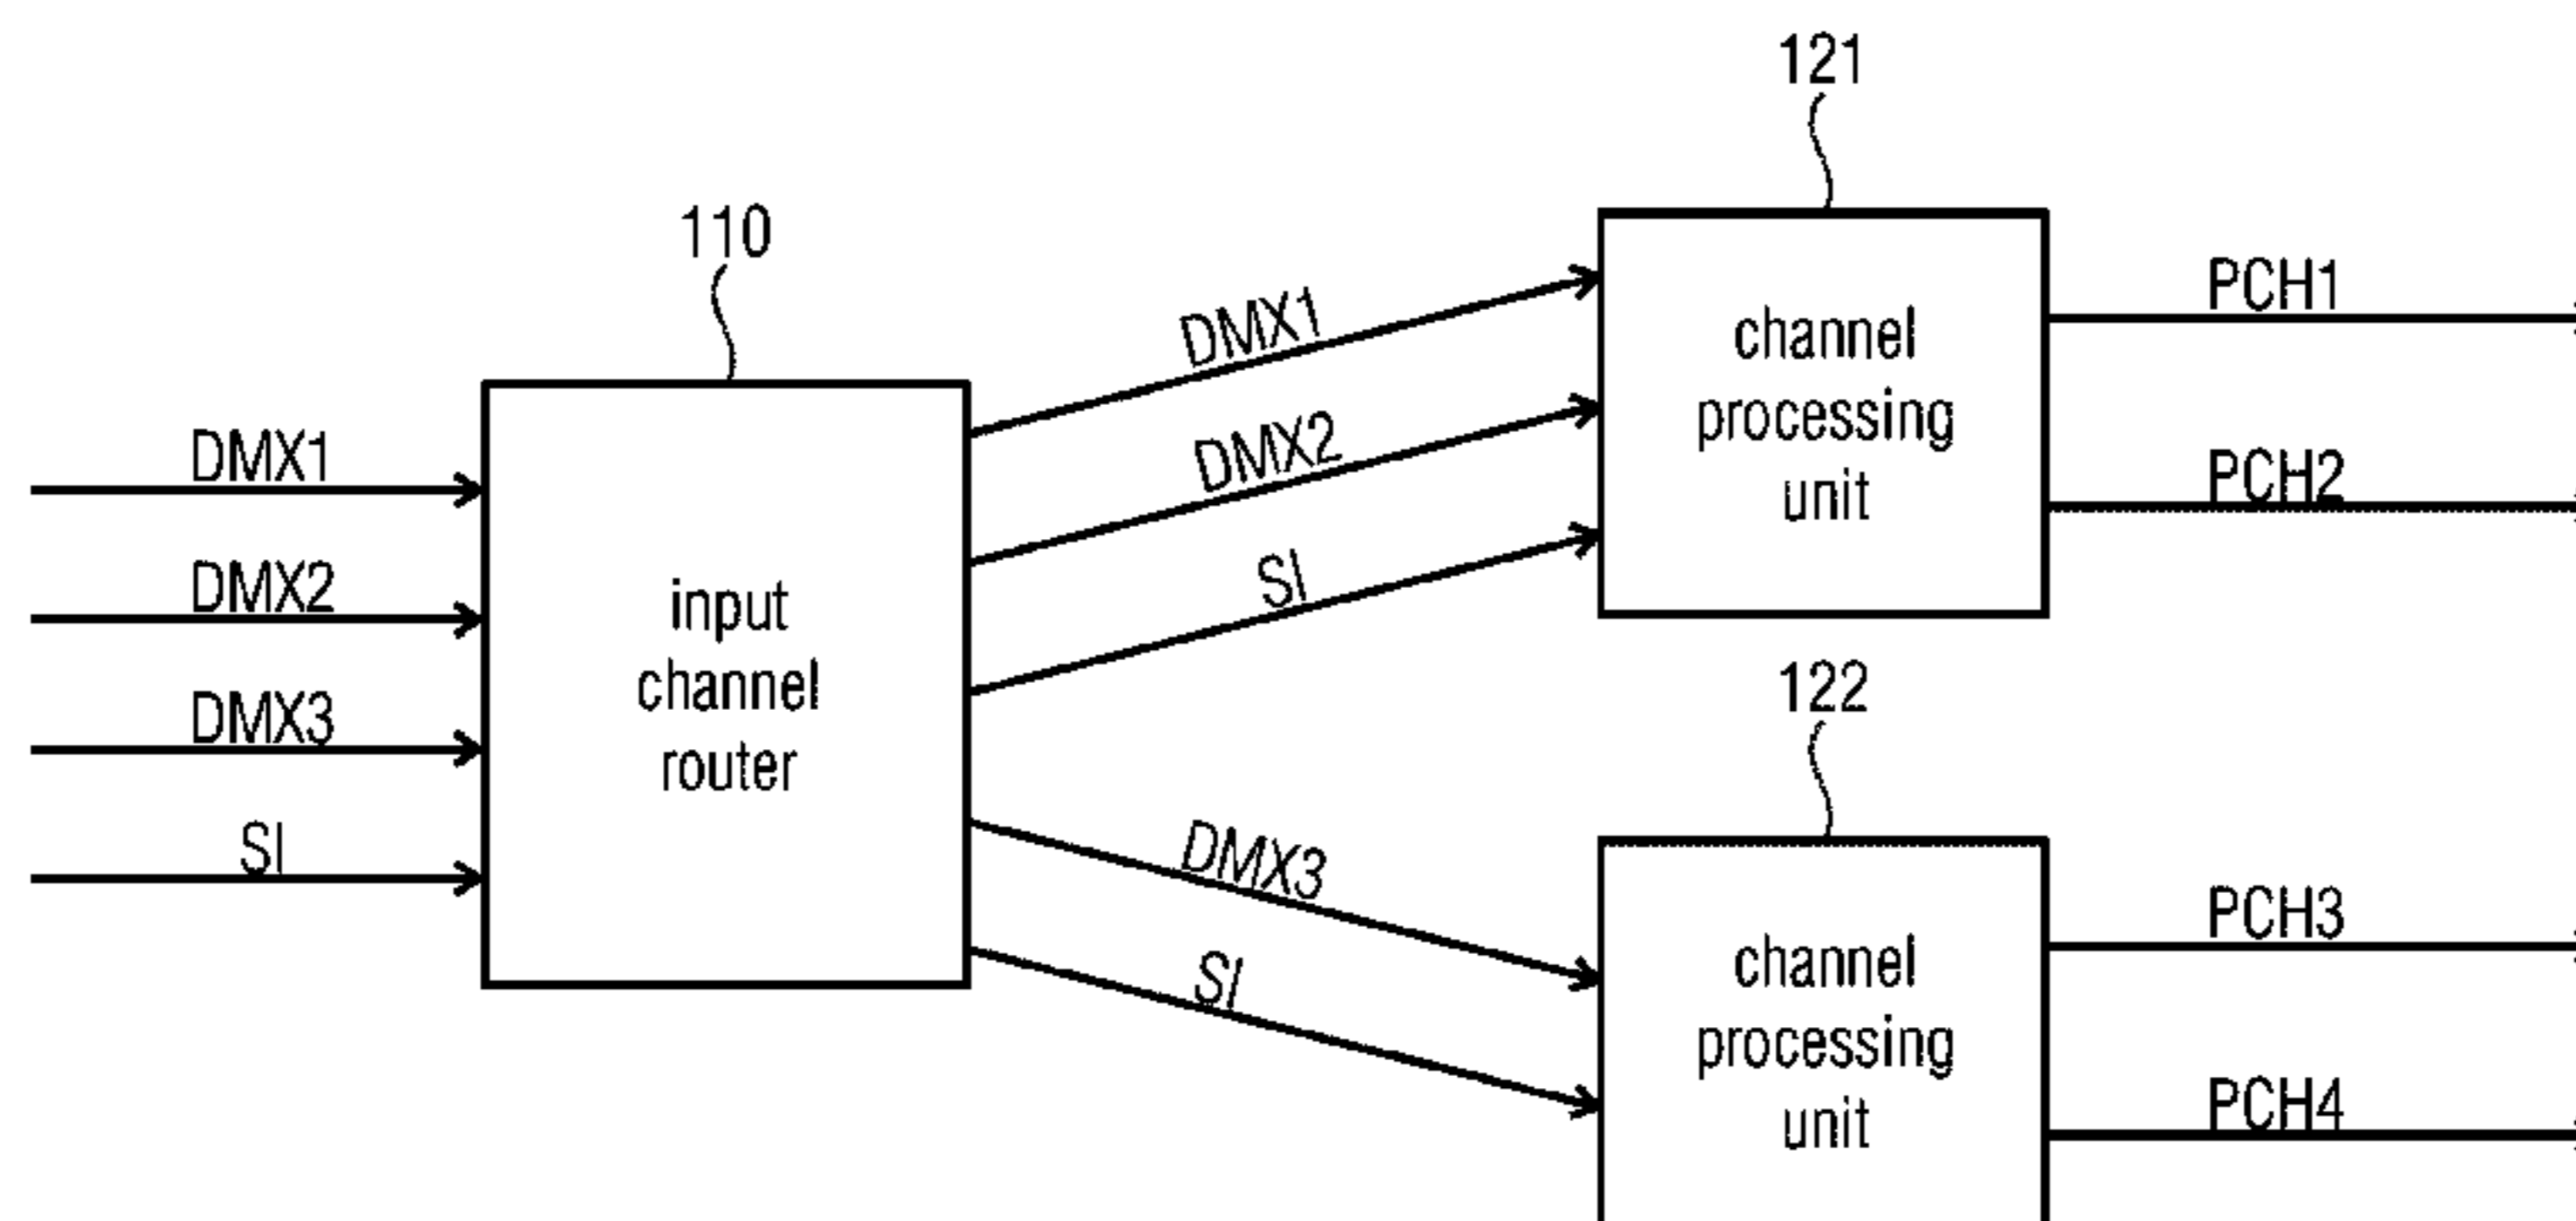 121
110
DMX1
DMX2
DMX3
SI
input
channel
router
DMX1
DMX2
SI
DMX3
SI
channel
processing
unit
PCH1
PCH2
122
channel
processing
unit
PCH3
PCH4